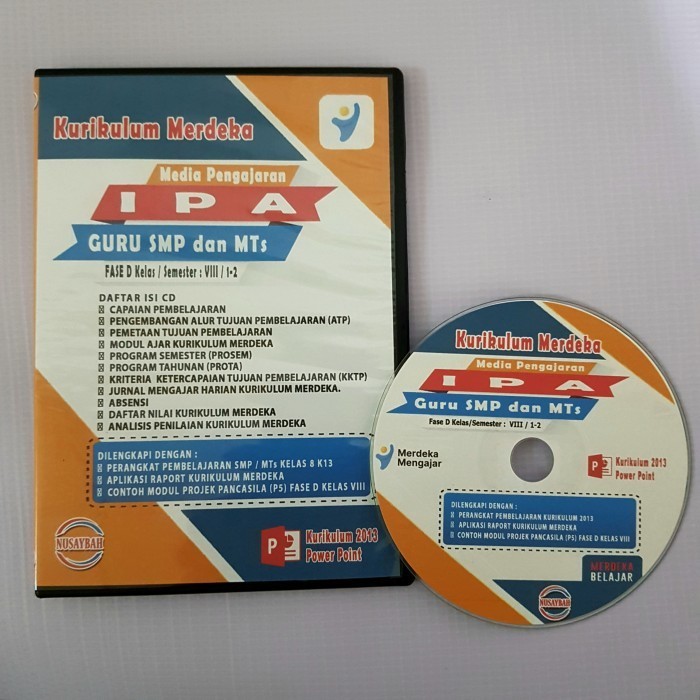 Kurikulum Merdeka
Media Pengajaran
IPA
GURU SMP dan MTs
FASE D Kelas / Semester : VIII / 1-2
DAFTAR ISI CD
CAPAIAN PEMBELAJARAN
PENGEMBANGAN ALUR TUJUAN PEMBELAJARAN (ATP)
PEMETAAN TUJUAN PEMBELAJARAN
MODUL AJAR KURIKULUM MERDEKA
PROGRAM SEMESTER (PROSEM)
PROGRAM TAHUNAN (PROTA)
KRITERIA KETERCAPAIAN TUJUAN PEMBELAJARAN (KKTP)
JURNAL MENGAJAR HARIAN KURIKULUM MERDEKA.
ABSENSI
DAFTAR NILAI KURIKULUM MERDEKA
ANALISIS PENILAIAN KURIKULUM MERDEKA
DILENGKAPI DENGAN :
PERANGKAT PEMBELAJARAN SMP / MTs KELAS 8 K13
APLIKASI RAPORT KURIKULUM MERDEKA
CONTOH MODUL PROJEK PANCASILA (P5) FASE D KELAS VIII
NUSAYBAH
P
Kurikulum 2013
Power Point
Kurikulum Merdeka
Media Pengajaran
IPA
Guru SMP dan MTs
Fase D Kelas/Semester : VIII / 1-2
Merdeka
Mengajar
P
Kurikulum 2013
Power Point
DILENGKAPI DENGAN :
PERANGKAT PEMBELAJARAN KURIKULUM 2013
APLIKASI RAPORT KURIKULUM MERDEKA
CONTOH MODUL PROJEK PANCASILA (P5) FASE D KELAS VIII
MERDEKA
BELAJAR
NUSAYBAH